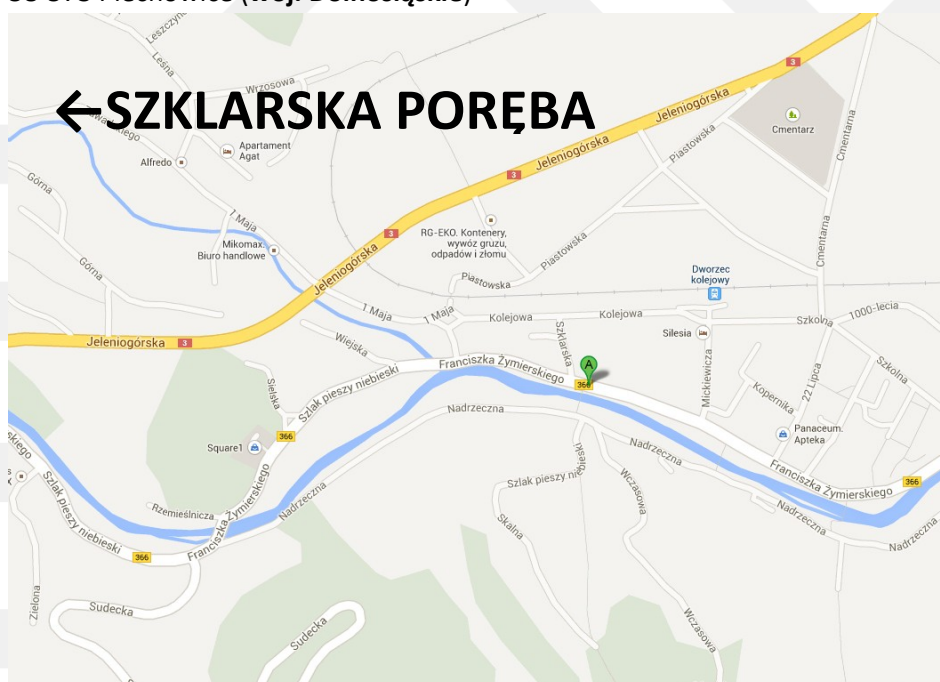 Leszczyn
Leśna
Wrzosowa
←SZKLARSKA PORĘBA
Jeleniogórska
3
Cmentarz
Cmentarna
Piastowska
Apartament
Agat
Alfredo
Jeleniogórska
3
Górna
1 Maja
RG-EKO. Kontenery,
wywóz gruzu,
odpadów i złomu
Mikomax.
Biuro handlowe
3
Piastowska
Cmentarna
Górna
Jeleniogórska
Piastowska
Dworzec
kolejowy
1 Maja
1 Maja
Kolejowa
Kolejowa
Szkolna
1000-lecia
Silesia
Szklarska
Jeleniogórska
3
Wiejska
Franciszka Żymierskiego
A
366
Szkolna
Sielska
Szlak pieszy niebieski
Mickiewicza
Kopernika
22 Lipca
Nadrzeczna
Panaceum.
Apteka
366
Square1
Nadrzeczna
Szlak pieszy niebieski
Franciszka Żymierskiego
366
Szlak pieszy niebieski
Nadrzeczna
Wczasowa
Rzemieślnicza
Franciszka Żymierskiego
Skalna
Nadrzeczna
Nadrzeczna
366
Zielona
Sudecka
Sudecka
Wczasowa